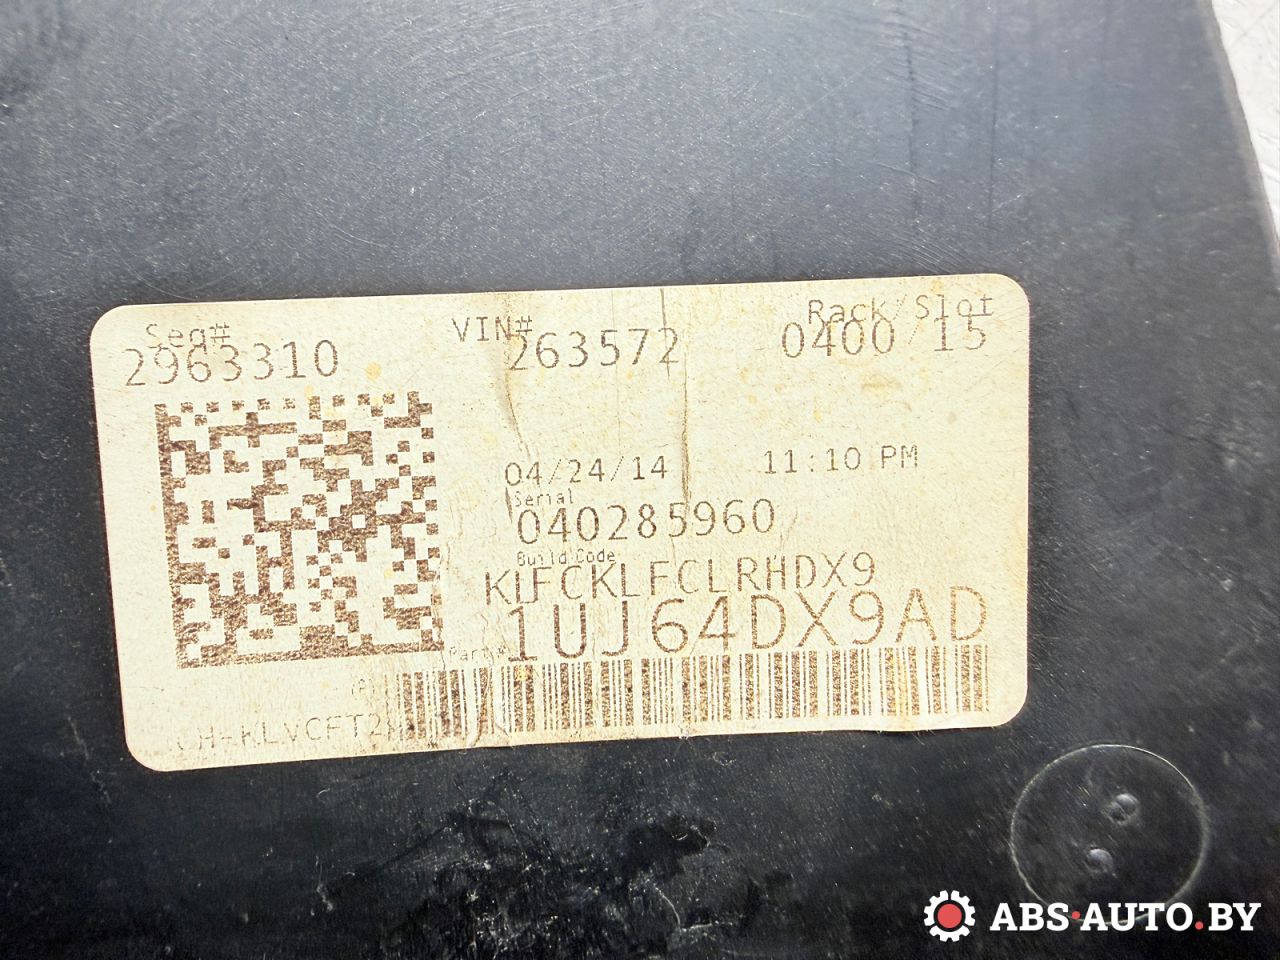 Seq# VIN# Rack/Slot
2963310 263572 0400/15
04/24/14 11:10 PM
Serial
040285960
Build Code
KLFCKLFCLRHDX9
Part# 1UJ64DX9AD
ABS·AUTO.BY